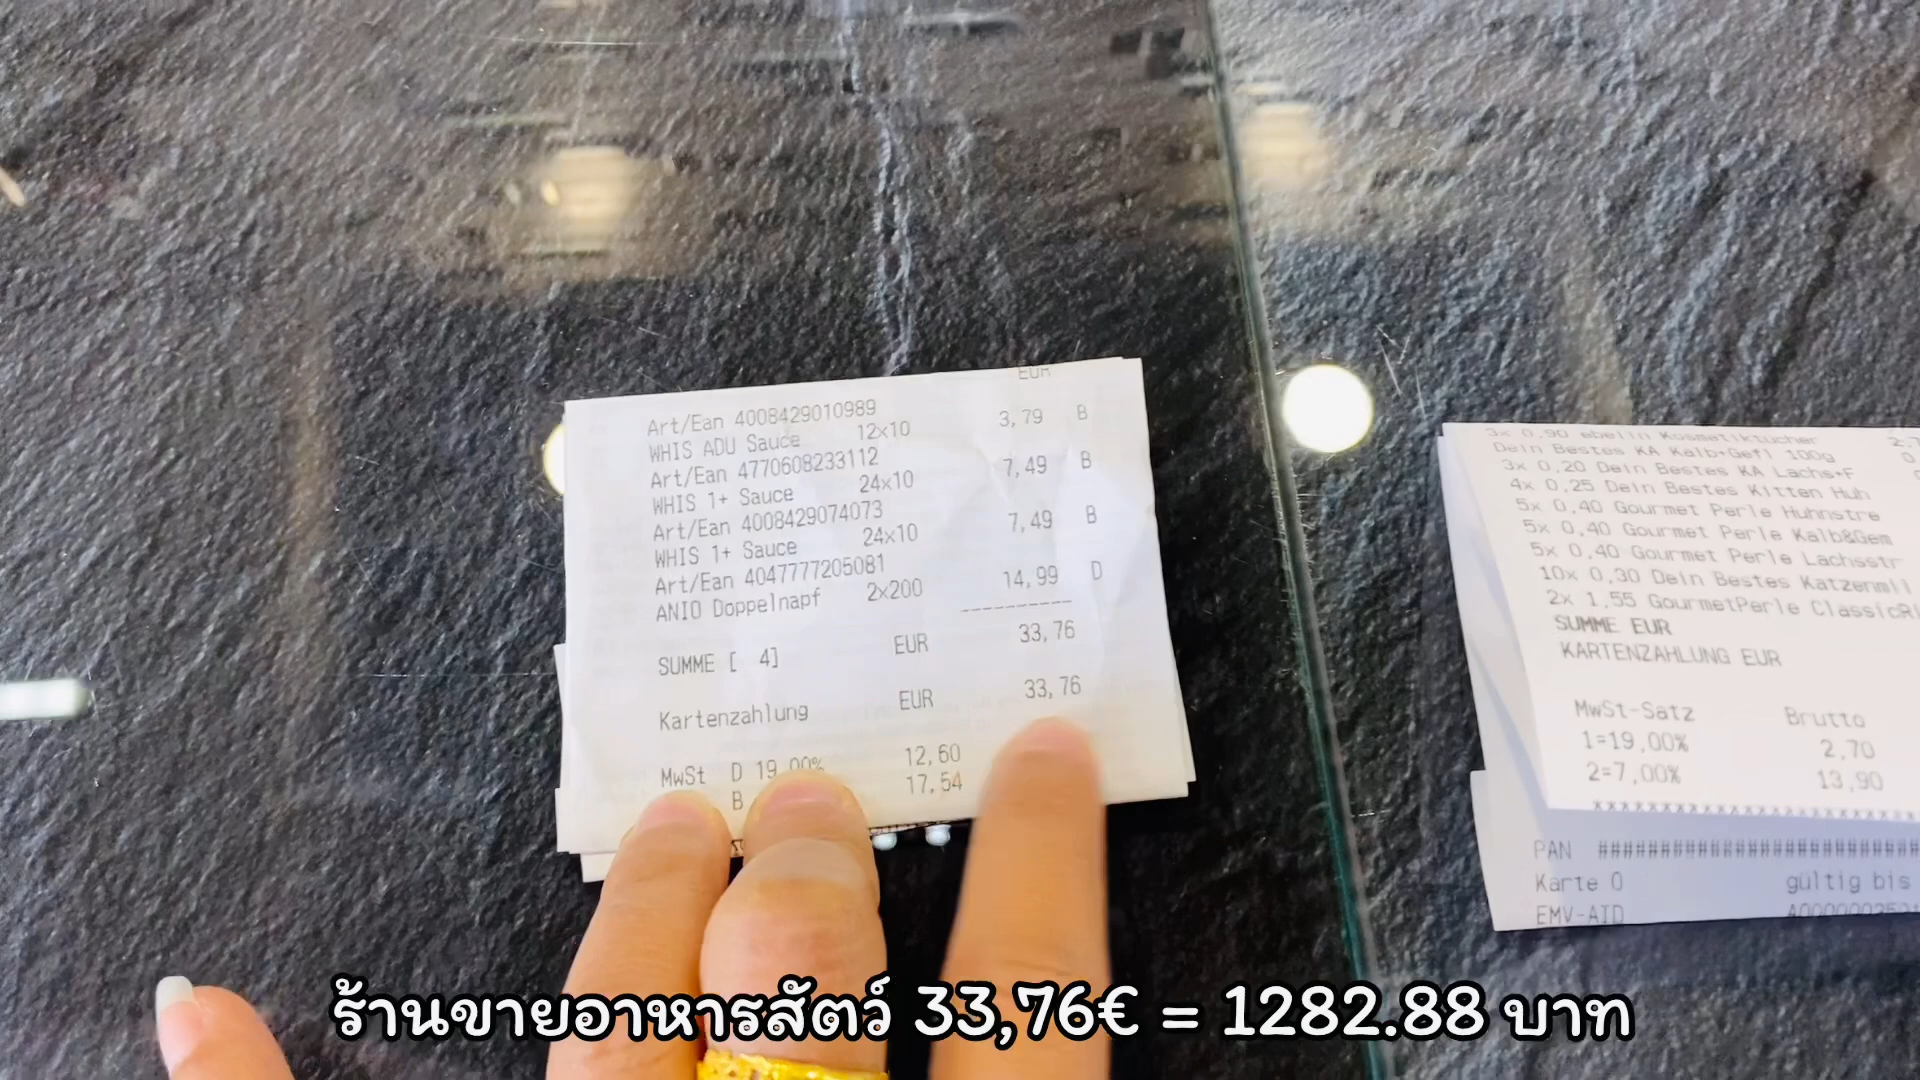 EUR
Art/Ean 4008429010989
WHIS ADU Sauce 12x10 3,79 B
Art/Ean 4770608233112
WHIS 1+ Sauce 24x10 7,49 B
Art/Ean 4008429074073
WHIS 1+ Sauce 24x10 7,49 B
Art/Ean 4047777205081
ANIO Doppelnapf 2x200 14,99 D
SUMME [ 4] EUR 33,76
Kartenzahlung EUR 33,76
MwSt D 19,00% 12,60
B 17,54
3x 0,90 ebelin Kosmetiktücher
Dein Bestes KA Kalb+Gefl 100g
3x 0,20 Dein Bestes KA Lachs+F
4x 0,25 Dein Bestes Kitten Huh
5x 0,40 Gourmet Perle Huhnstre
5x 0,40 Gourmet Perle Kalb&Gem
5x 0,40 Gourmet Perle Lachsstr
10x 0,30 Dein Bestes Katzenmil
2x 1,55 GourmetPerle
SUMME EUR
KARTENZAHLUNG EUR
MwSt-Satz Brutto
1=19,00% 2,70
2=7,00% 13,90
PAN #########################
Karte 0 gültig bis
EMV-AID
ร้านขายอาหารสัตว์ 33,76€ = 1282.88 บาท